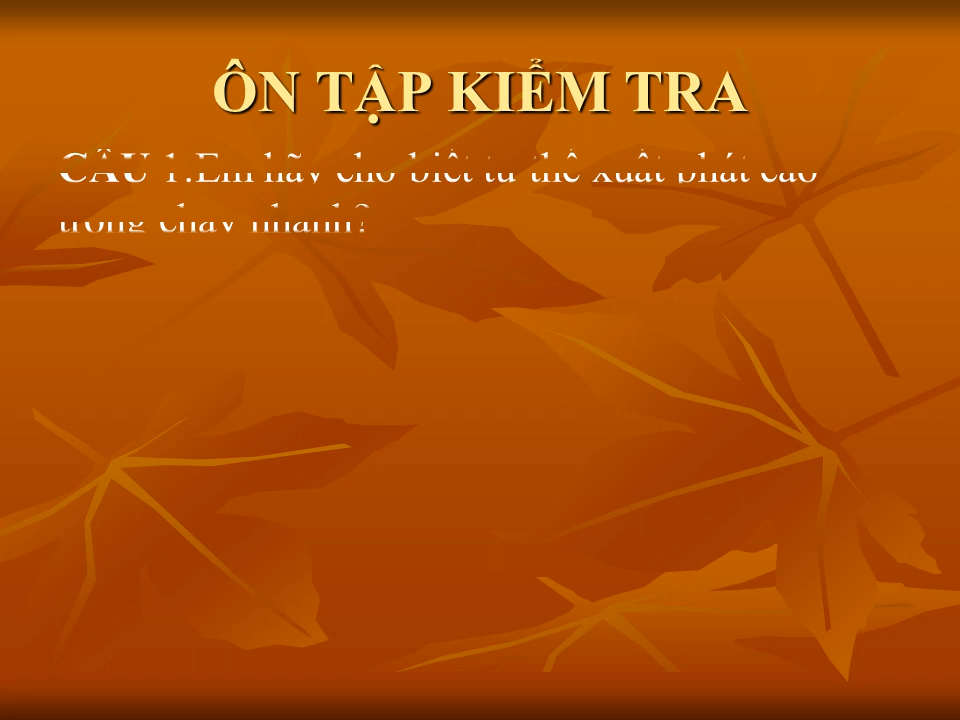 ÔN TẬP KIỂM TRA
CÂU 1.Em hãy cho biết tư thế xuất phát cao
trong chạy nhanh?